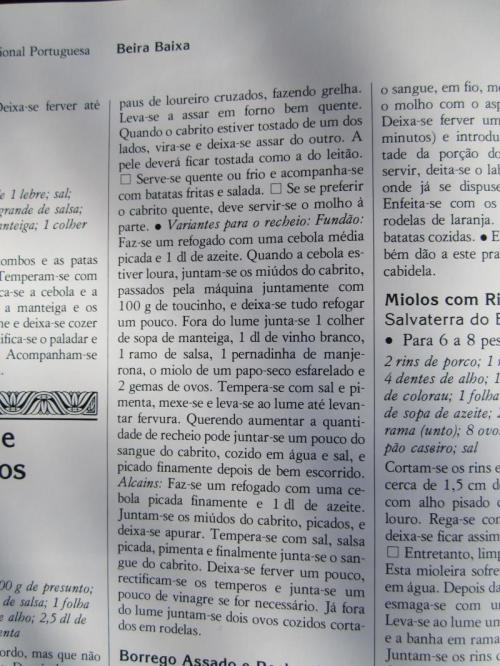 ional Portuguesa Beira Baixa
Deixa-se ferver até
e 1 lebre; sal;
grande de salsa;
anteiga; 1 colher
ombos e as patas
Temperam-se com
ca-se a cebola e a
a manteiga e os
e e deixa-se cozer
ifica-se o paladar e
Acompanham-se
e
os
00 g de presunto;
de salsa; 1 folha
e alho; 2,5 dl de
enta
ordo, mas que não
paus de loureiro cruzados, fazendo grelha.
Leva-se a assar em forno bem quente.
Quando o cabrito estiver tostado de um dos
lados, vira-se e deixa-se assar do outro. A
pele deverá ficar tostada como a do leitão.
□ Serve-se quente ou frio e acompanha-se
com batatas fritas e salada. □ Se se preferir
o cabrito quente, deve servir-se o molho à
parte. • Variantes para o recheio: Fundão:
Faz-se um refogado com uma cebola média
picada e 1 dl de azeite. Quando a cebola es-
tiver loura, juntam-se os miúdos do cabrito,
passados pela máquina juntamente com
100 g de toucinho, e deixa-se tudo refogar
um pouco. Fora do lume junta-se 1 colher
de sopa de manteiga, 1 dl de vinho branco,
1 ramo de salsa, 1 pernadinha de manje-
rona, o miolo de um papo-seco esfarelado e
2 gemas de ovos. Tempera-se com sal e pi-
menta, mexe-se e leva-se ao lume até levan-
tar fervura. Querendo aumentar a quanti-
dade de recheio pode juntar-se um pouco do
sangue do cabrito, cozido em água e sal, e
picado finamente depois de bem escorrido.
Alcains: Faz-se um refogado com uma ce-
bola picada finamente e 1 dl de azeite.
Juntam-se os miúdos do cabrito, picados, e
deixa-se apurar. Tempera-se com sal, salsa
picada, pimenta e finalmente junta-se o san-
gue do cabrito. Deixa-se ferver um pouco,
rectificam-se os temperos e junta-se um
pouco de vinagre se for necessário. Já fora
do lume juntam-se dois ovos cozidos corta-
dos em rodelas.
Borrego Assado
o sangue, em fio, me
o molho com o asp
Deixa-se ferver um
minutos) e introdu
tade da porção do
servir, deita-se o lal
onde já se dispuse
Enfeita-se com os
rodelas de laranja.
batatas cozidas. • E
bém dão a este pra
cabidela.
Miolos com Ri
Salvaterra do E
• Para 6 a 8 pes
2 rins de porco; 1
4 dentes de alho; 1
de colorau; 1 folha
de sopa de azeite; 2
rama (unto); 8 ovos
pão caseiro; sal
Cortam-se os rins e
cerca de 1,5 cm de
com alho pisado c
louro. Rega-se com
deixa-se ficar assim
□ Entretanto, limp
Esta mioleira sofre
em água. Depois d
esmaga-se com um
Leva-se ao lume um
e a banha em rama
Juntam-se os rins